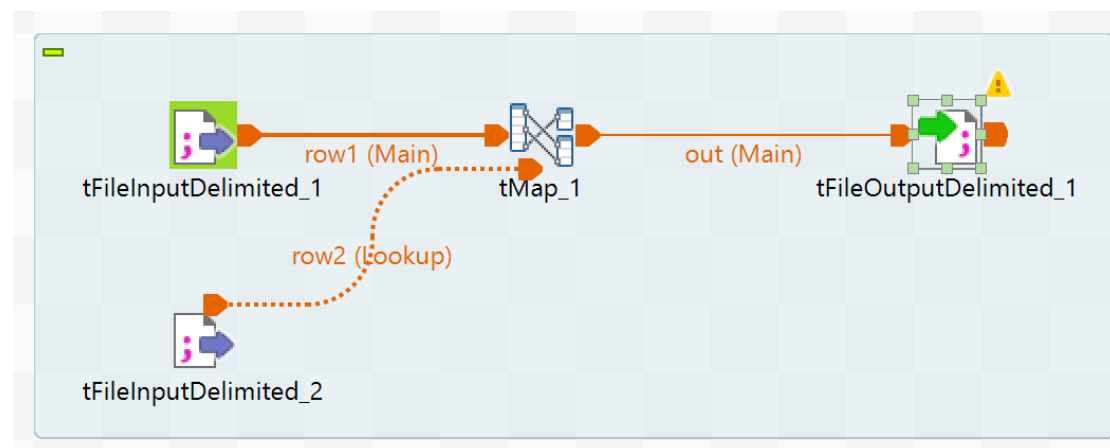 row1 (Main)
out (Main)
tFileInputDelimited_1
tMap_1
tFileOutputDelimited_1
row2 (Lookup)
tFileInputDelimited_2